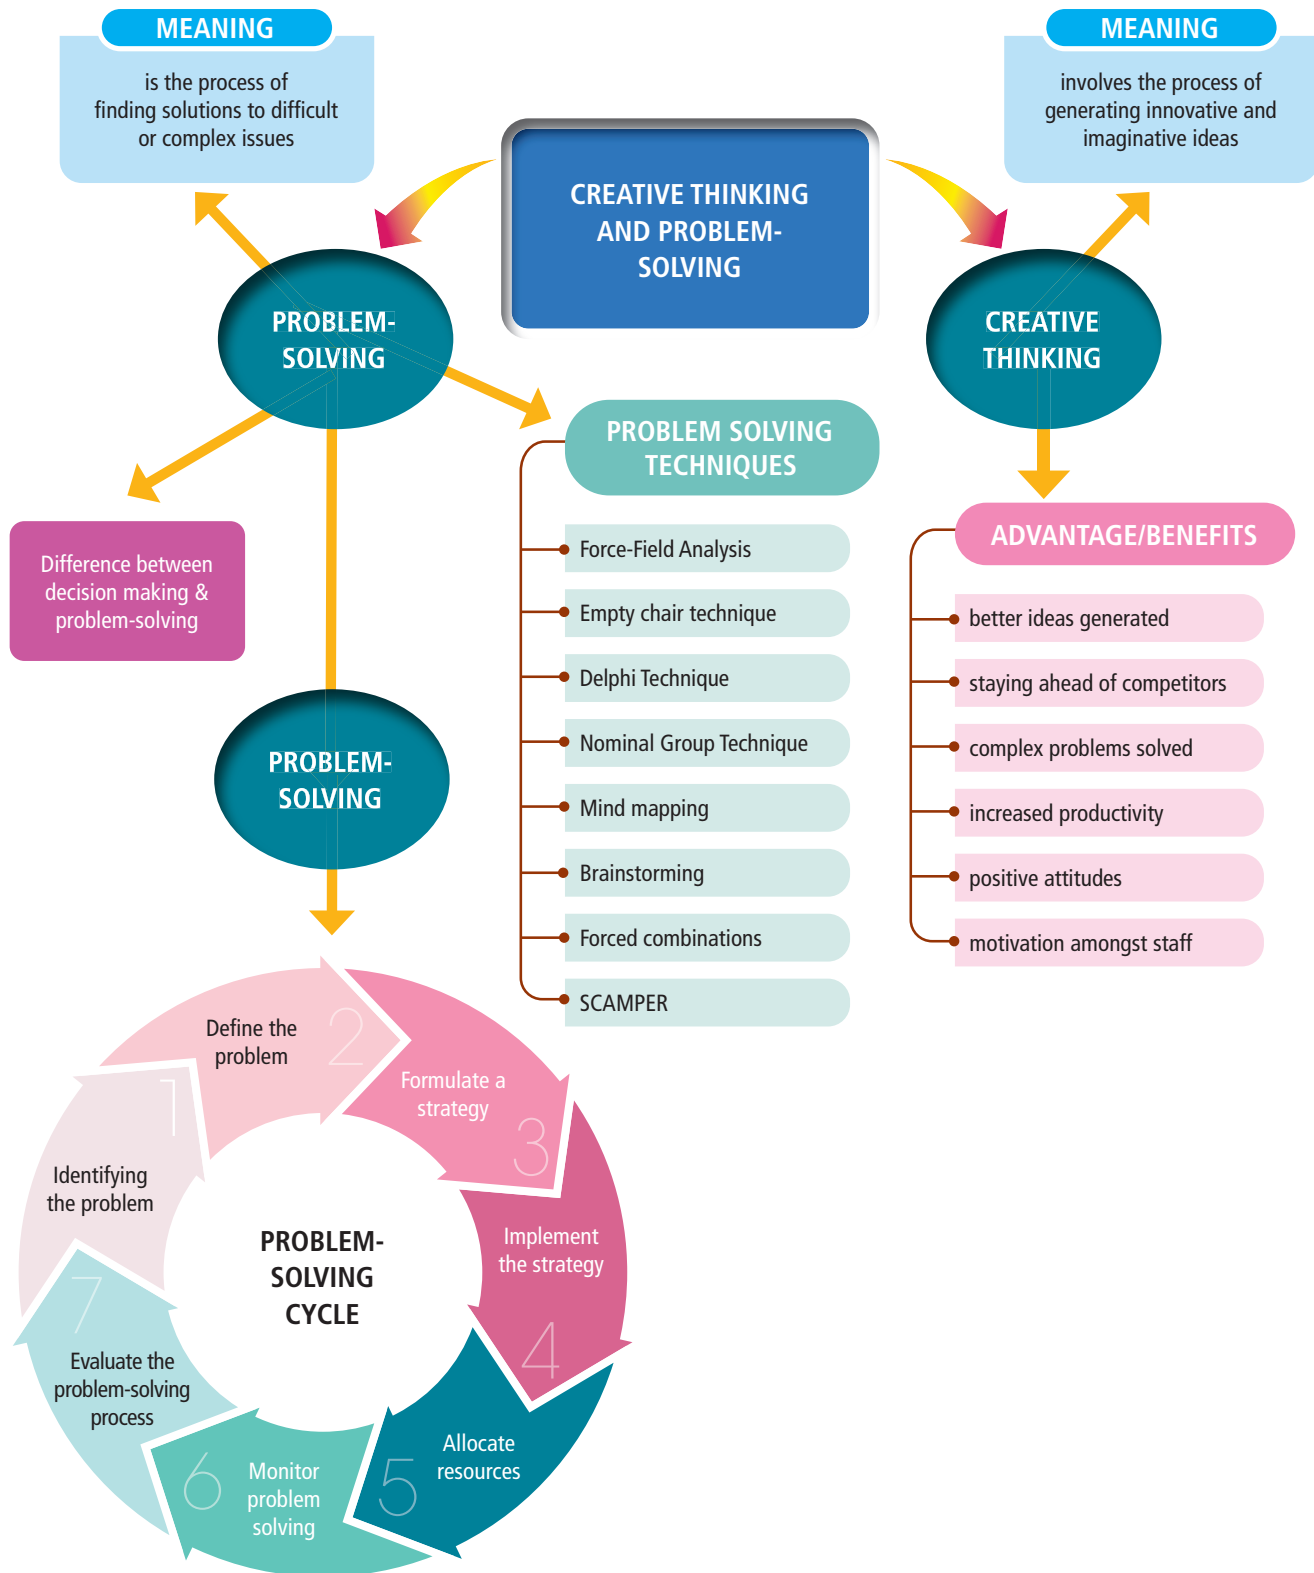 MEANING
is the process of
finding solutions to difficult
or complex issues
MEANING
involves the process of
generating innovative and
imaginative ideas
CREATIVE THINKING
AND PROBLEM-
SOLVING
PROBLEM-
SOLVING
CREATIVE
THINKING
Difference between
decision making &
problem-solving
PROBLEM SOLVING
TECHNIQUES
Force-Field Analysis
Empty chair technique
Delphi Technique
Nominal Group Technique
Mind mapping
Brainstorming
Forced combinations
SCAMPER
ADVANTAGE/BENEFITS
better ideas generated
staying ahead of competitors
complex problems solved
increased productivity
positive attitudes
motivation amongst staff
PROBLEM-
SOLVING
PROBLEM-
SOLVING
CYCLE
1
Identifying
the problem
2
Define the
problem
3
Formulate a
strategy
4
Implement
the strategy
5
Allocate
resources
6
Monitor
problem
solving
7
Evaluate the
problem-solving
process